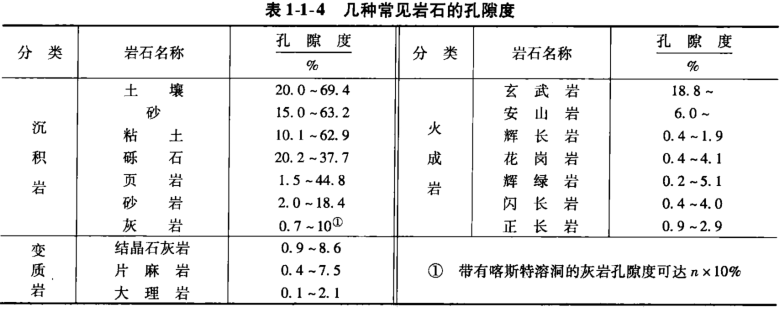 表 1-1-4 几种常见岩石的孔隙度
分 类 岩石名称 孔 隙 度 % 分 类 岩石名称 孔 隙 度 %
沉积岩 土 壤 20.0~69.4 火成岩 玄 武 岩 18.8~
砂 15.0~63.2 安 山 岩 6.0~
粘 土 10.1~62.9 辉 长 岩 0.4~1.9
砾 石 20.2~37.7 花 岗 岩 0.4~4.1
页 岩 1.5~44.8 辉 绿 岩 0.2~5.1
砂 岩 2.0~18.4 闪 长 岩 0.4~4.0
灰 岩 0.7~10① 正 长 岩 0.9~2.9
变质岩 结晶石灰岩 0.9~8.6
片 麻 岩 0.4~7.5 ① 带有喀斯特溶洞的灰岩孔隙度可达 n×10%
大 理 岩 0.1~2.1